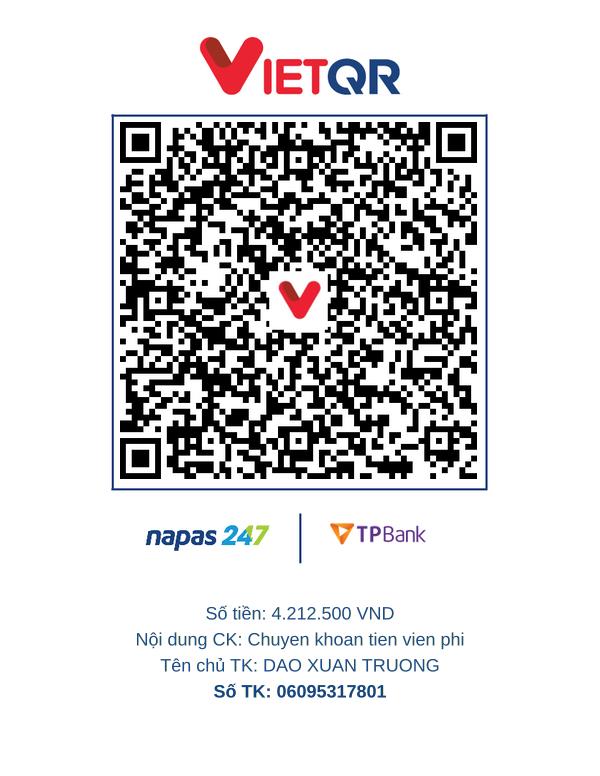 VIETQR
napas 247
TPBank
Số tiền: 4.212.500 VND
Nội dung CK: Chuyen khoan tien vien phi
Tên chủ TK: DAO XUAN TRUONG
Số TK: 06095317801